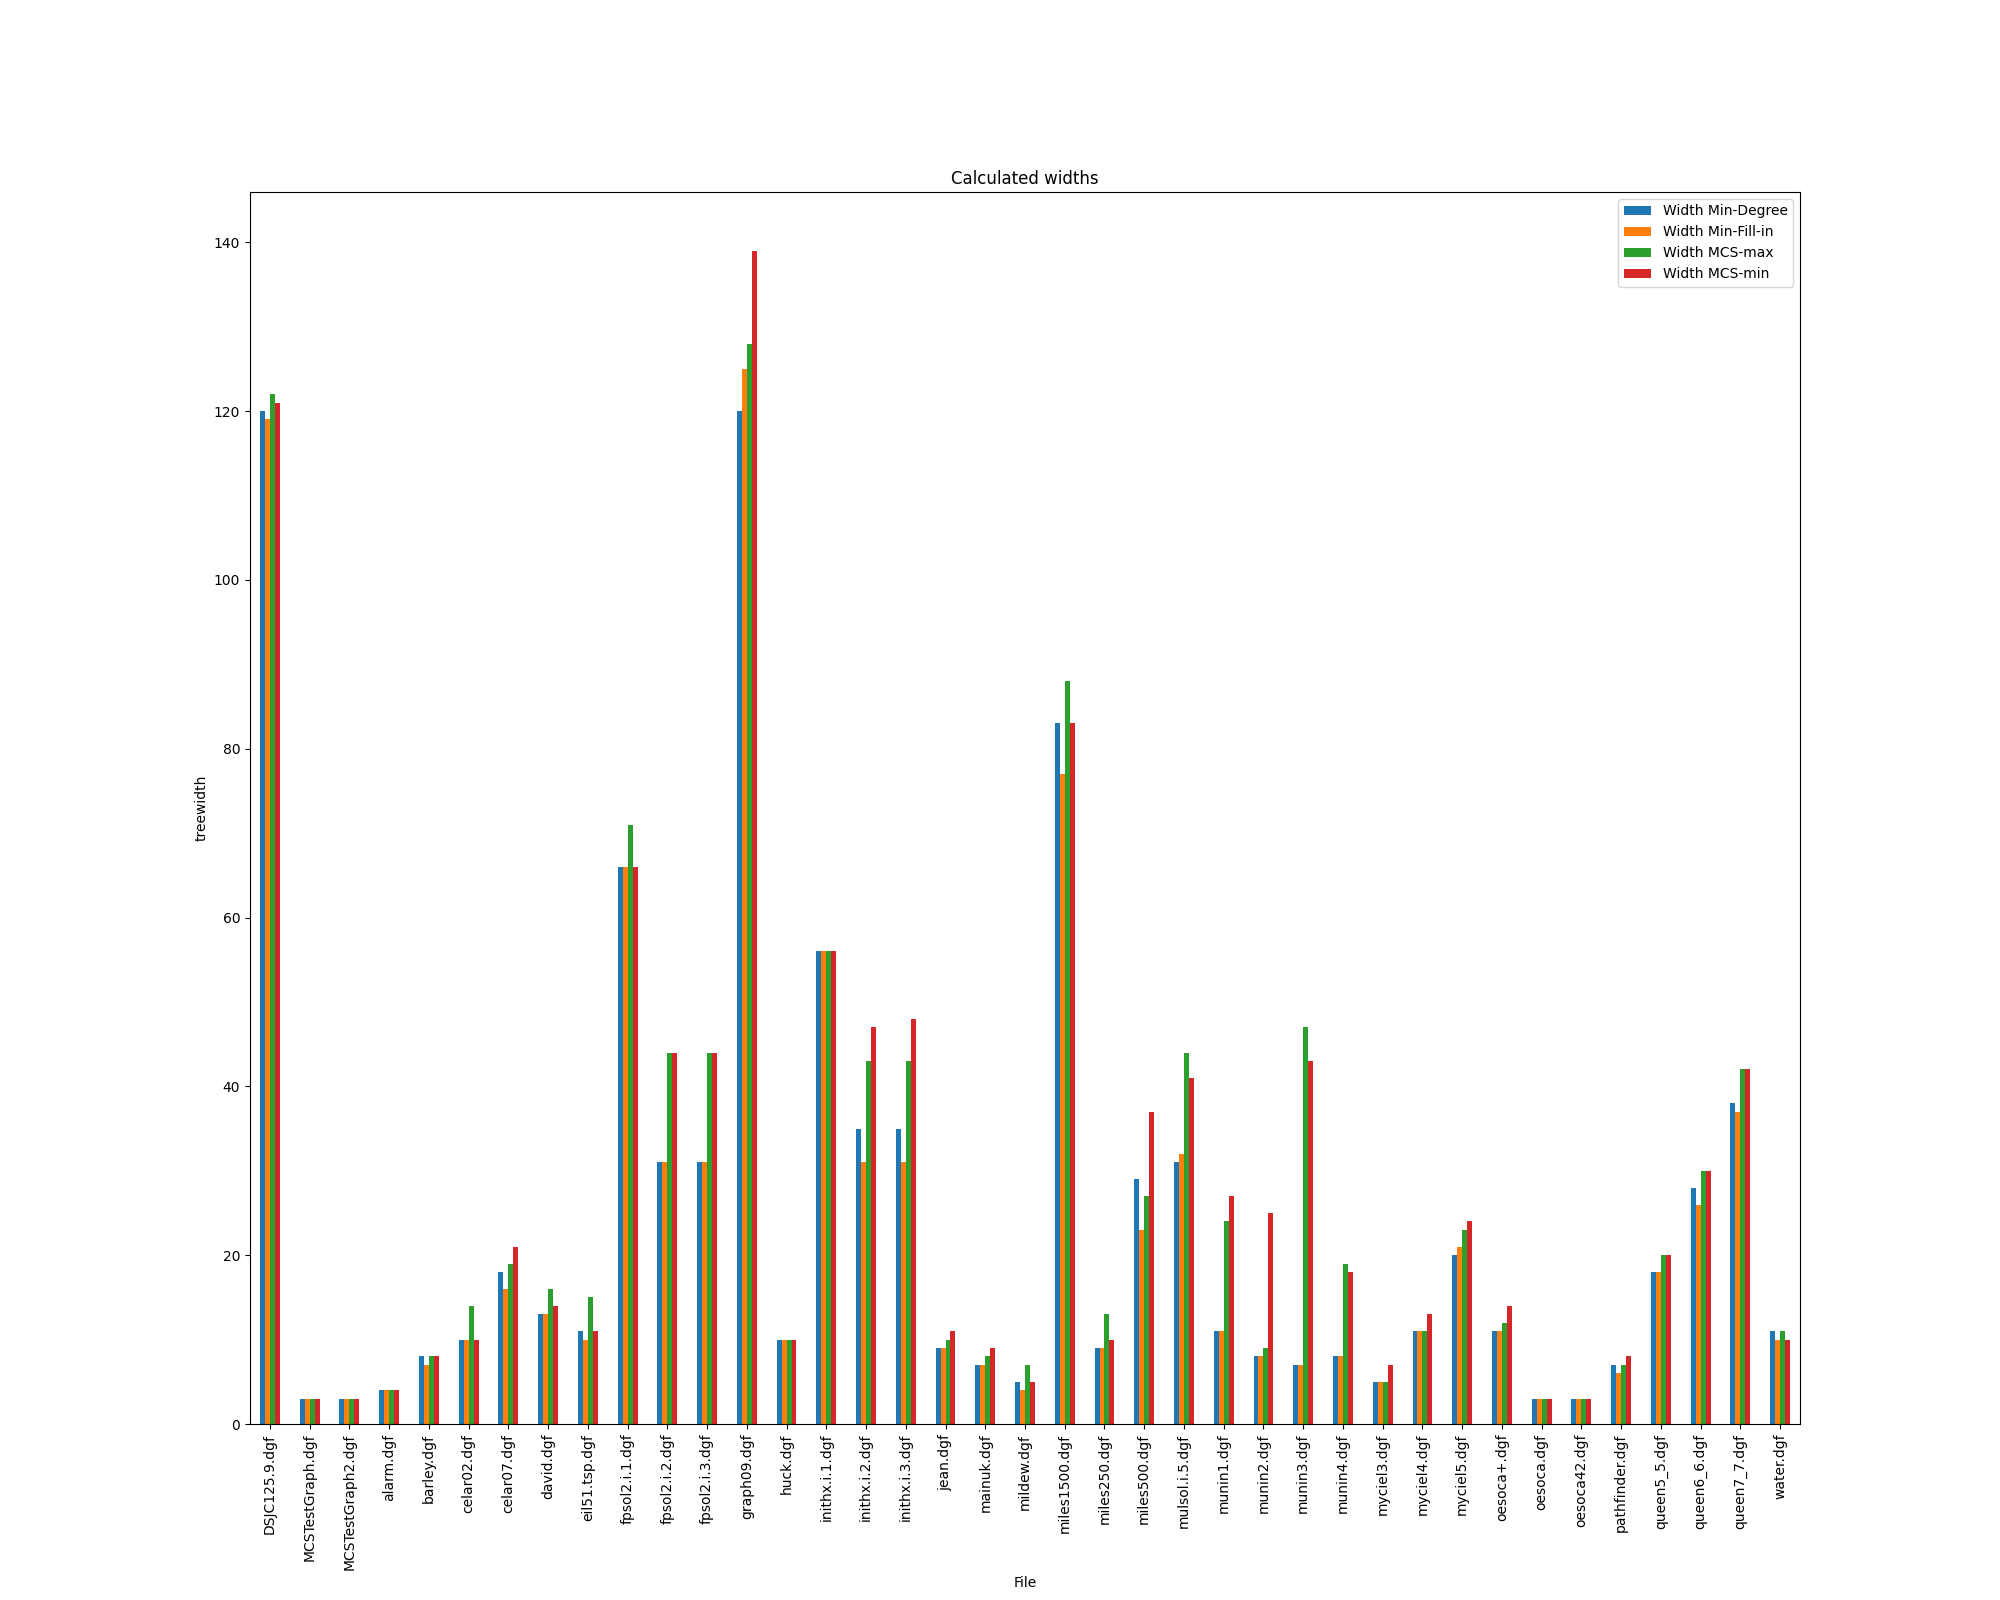 Calculated widths
Width Min-Degree
Width Min-Fill-in
Width MCS-max
Width MCS-min
140
120
100
80
60
40
20
0
treewidth
DSJC125.9.dgf
MCSTestGraph.dgf
MCSTestGraph2.dgf
alarm.dgf
barley.dgf
celar02.dgf
celar07.dgf
david.dgf
eil51.tsp.dgf
fpsol2.i.1.dgf
fpsol2.i.2.dgf
fpsol2.i.3.dgf
graph09.dgf
huck.dgf
inithx.i.1.dgf
inithx.i.2.dgf
inithx.i.3.dgf
jean.dgf
mainuk.dgf
mildew.dgf
miles1500.dgf
miles250.dgf
miles500.dgf
mulsol.i.5.dgf
munin1.dgf
munin2.dgf
munin3.dgf
munin4.dgf
myciel3.dgf
myciel4.dgf
myciel5.dgf
oesoca+.dgf
oesoca.dgf
oesoca42.dgf
pathfinder.dgf
queen5_5.dgf
queen6_6.dgf
queen7_7.dgf
water.dgf
File